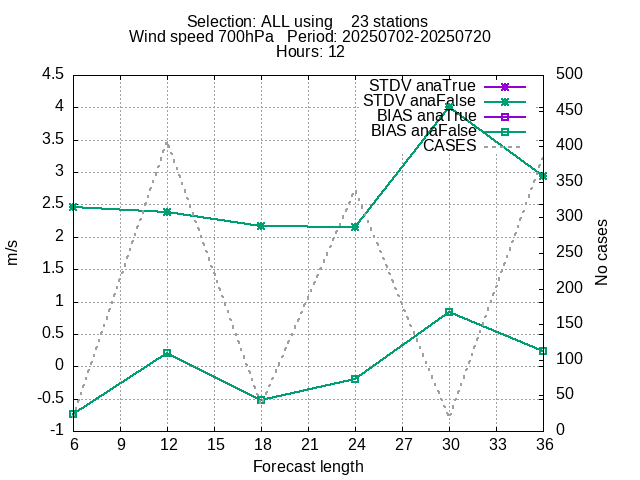 Selection: ALL using 23 stations
Wind speed 700hPa Period: 20250702-20250720
Hours: 12
STDV anaTrue
STDV anaFalse
BIAS anaTrue
BIAS anaFalse
CASES
4.5
4
3.5
3
2.5
2
1.5
1
0.5
0
-0.5
-1
500
450
400
350
300
250
200
150
100
50
0
m/s
No cases
6 9 12 15 18 21 24 27 30 33 36
Forecast length